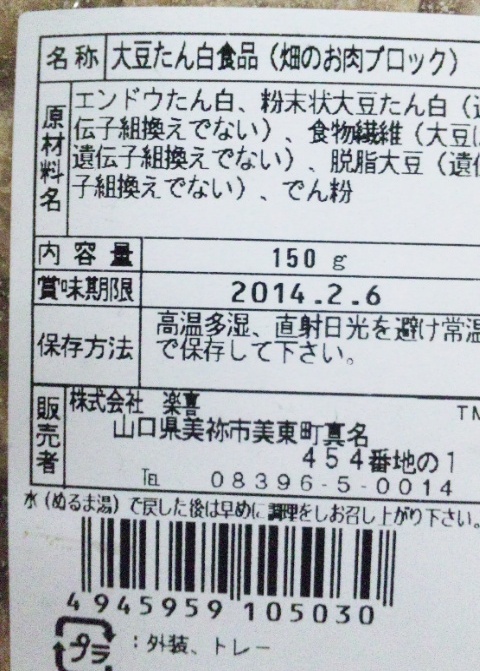 名称 大豆たん白食品（畑のお肉ブロック）
原材料名 エンドウたん白、粉末状大豆たん白（遺
伝子組換えでない）、食物繊維（大豆は
遺伝子組換えでない）、脱脂大豆（遺伝
子組換えでない）、でん粉
内容量 150 g
賞味期限 2014.2.6
保存方法 高温多湿、直射日光を避け常温
で保存して下さい。
販売者 株式会社 楽喜 TM
山口県美祢市美東町真名
454番地の1
TEL 08396-5-0014
水（ぬるま湯）で戻した後は早めに調理をしお召し上がり下さい。
4945959105030
プラ ：外装、トレー